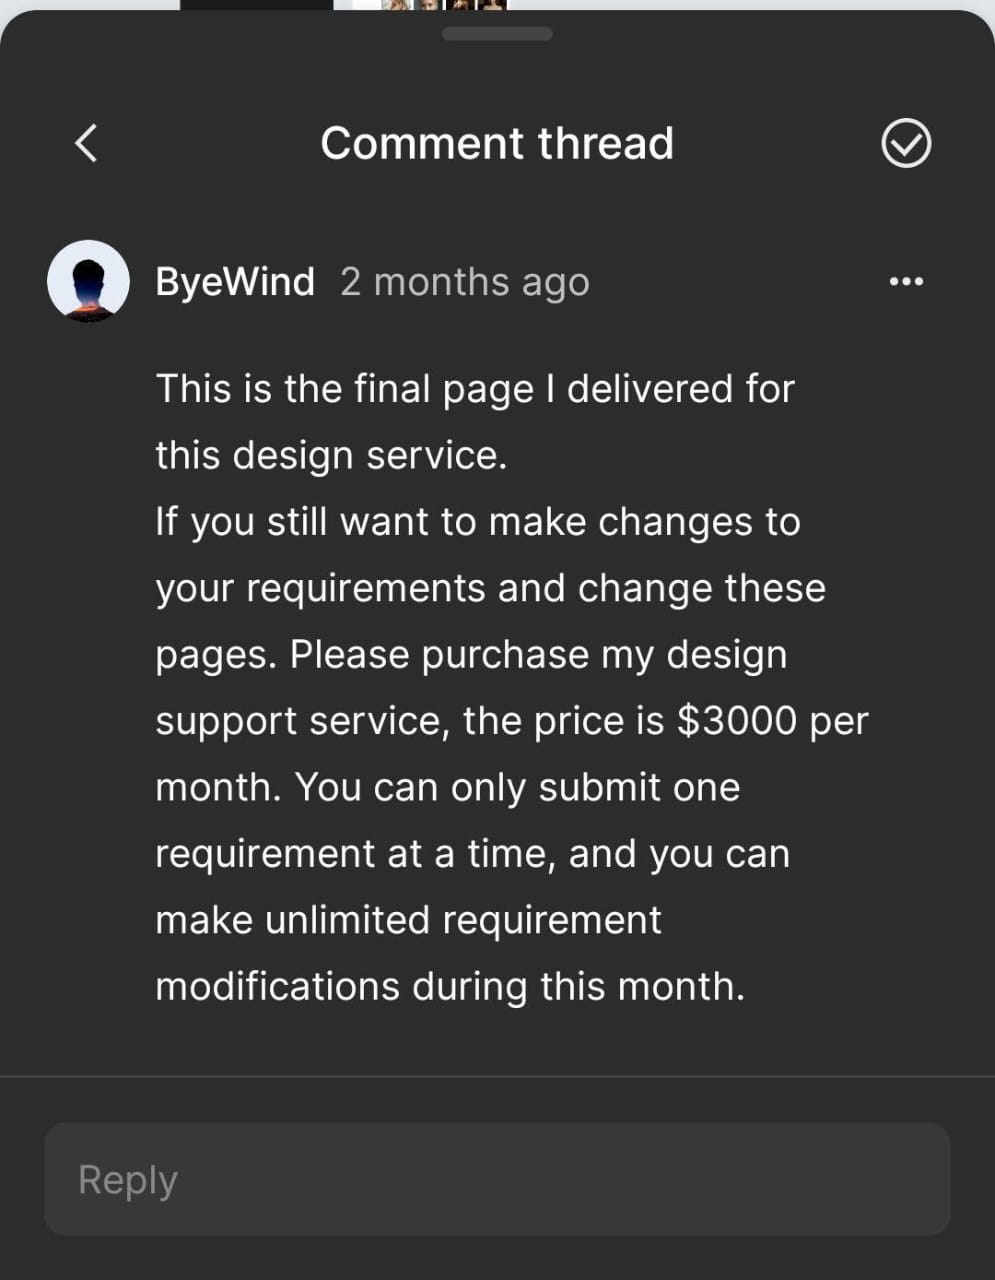 Comment thread
ByeWind 2 months ago
This is the final page I delivered for
this design service.
If you still want to make changes to
your requirements and change these
pages. Please purchase my design
support service, the price is $3000 per
month. You can only submit one
requirement at a time, and you can
make unlimited requirement
modifications during this month.
Reply